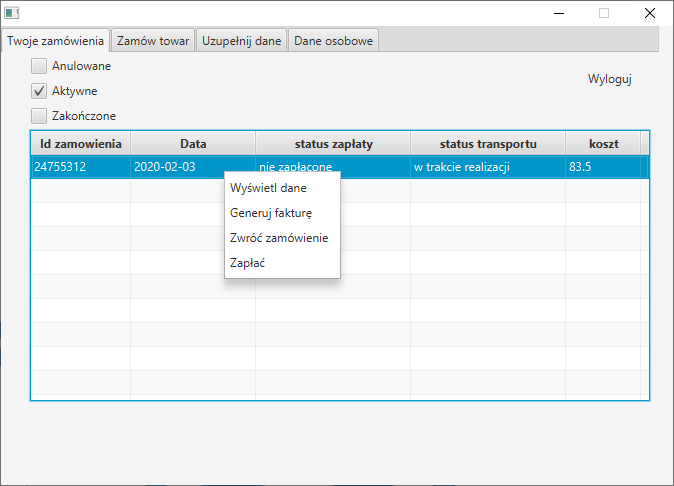 Twoje zamówienia Zamów towar Uzupełnij dane Dane osobowe
Anulowane
Wyloguj
Aktywne
Zakończone
Id zamowienia Data status zapłaty status transportu koszt
24755312 2020-02-03 nie zapłacone w trakcie realizacji 83.5
Wyświetl dane
Generuj fakturę
Zwróć zamówienie
Zapłać